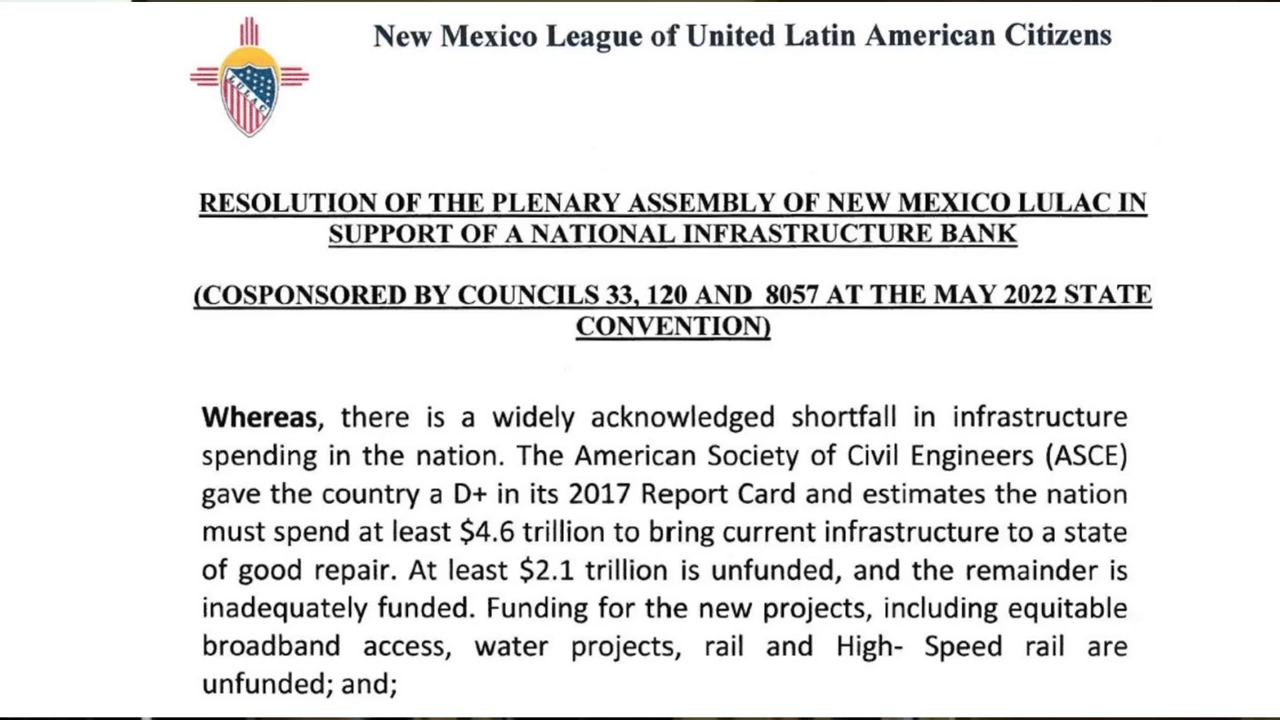 New Mexico League of United Latin American Citizens
LULAC
RESOLUTION OF THE PLENARY ASSEMBLY OF NEW MEXICO LULAC IN
SUPPORT OF A NATIONAL INFRASTRUCTURE BANK
(COSPONSORED BY COUNCILS 33, 120 AND 8057 AT THE MAY 2022 STATE
CONVENTION)
Whereas, there is a widely acknowledged shortfall in infrastructure
spending in the nation. The American Society of Civil Engineers (ASCE)
gave the country a D+ in its 2017 Report Card and estimates the nation
must spend at least $4.6 trillion to bring current infrastructure to a state
of good repair. At least $2.1 trillion is unfunded, and the remainder is
inadequately funded. Funding for the new projects, including equitable
broadband access, water projects, rail and High- Speed rail are
unfunded; and;